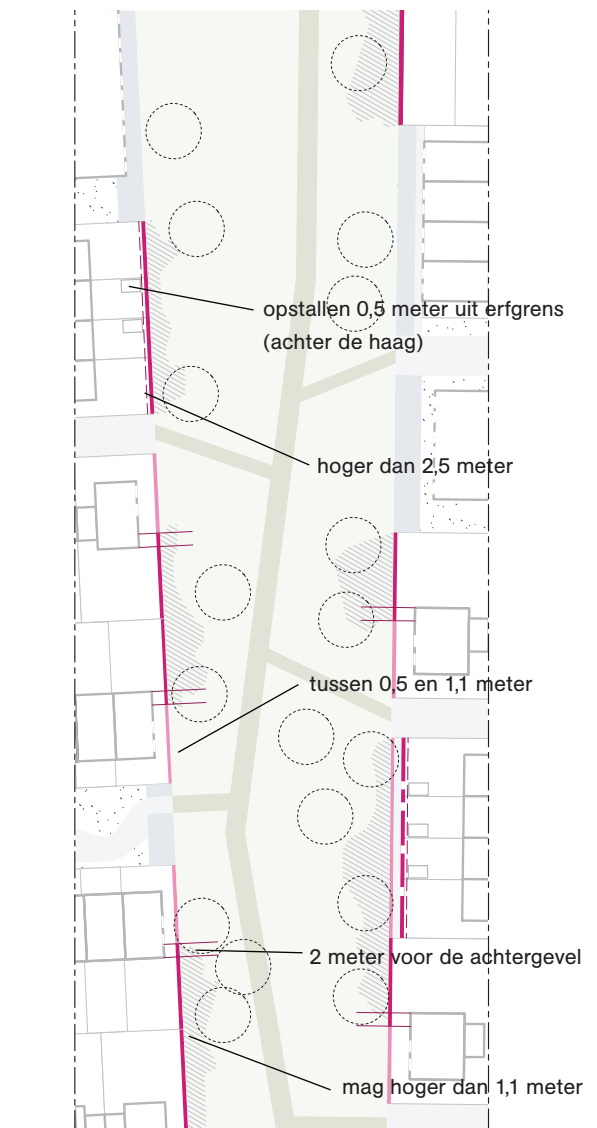 opstallen 0,5 meter uit erfgrens
(achter de haag)
hoger dan 2,5 meter
tussen 0,5 en 1,1 meter
2 meter voor de achtergevel
mag hoger dan 1,1 meter